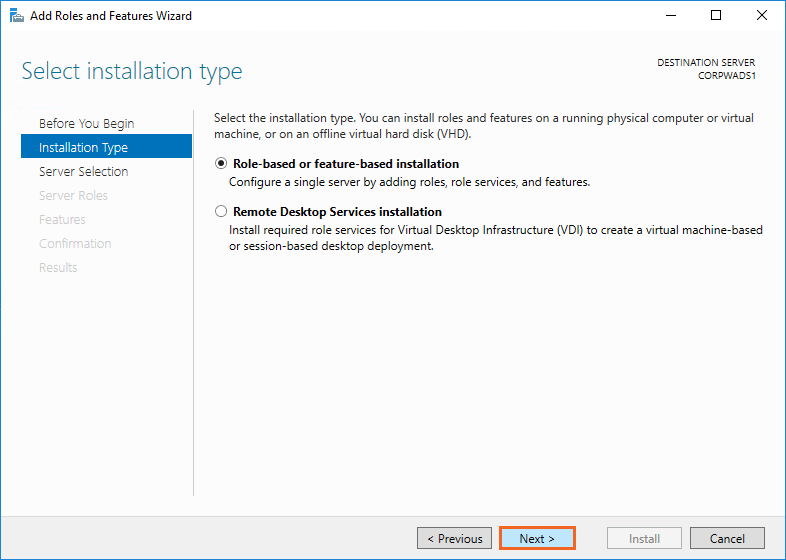 Add Roles and Features Wizard
Select installation type
DESTINATION SERVER
CORPWADS1
Before You Begin
Installation Type
Server Selection
Server Roles
Features
Confirmation
Results
Select the installation type. You can install roles and features on a running physical computer or virtual
machine, or on an offline virtual hard disk (VHD).
Role-based or feature-based installation
Configure a single server by adding roles, role services, and features.
Remote Desktop Services installation
Install required role services for Virtual Desktop Infrastructure (VDI) to create a virtual machine-based
or session-based desktop deployment.
< Previous
Next >
Install
Cancel